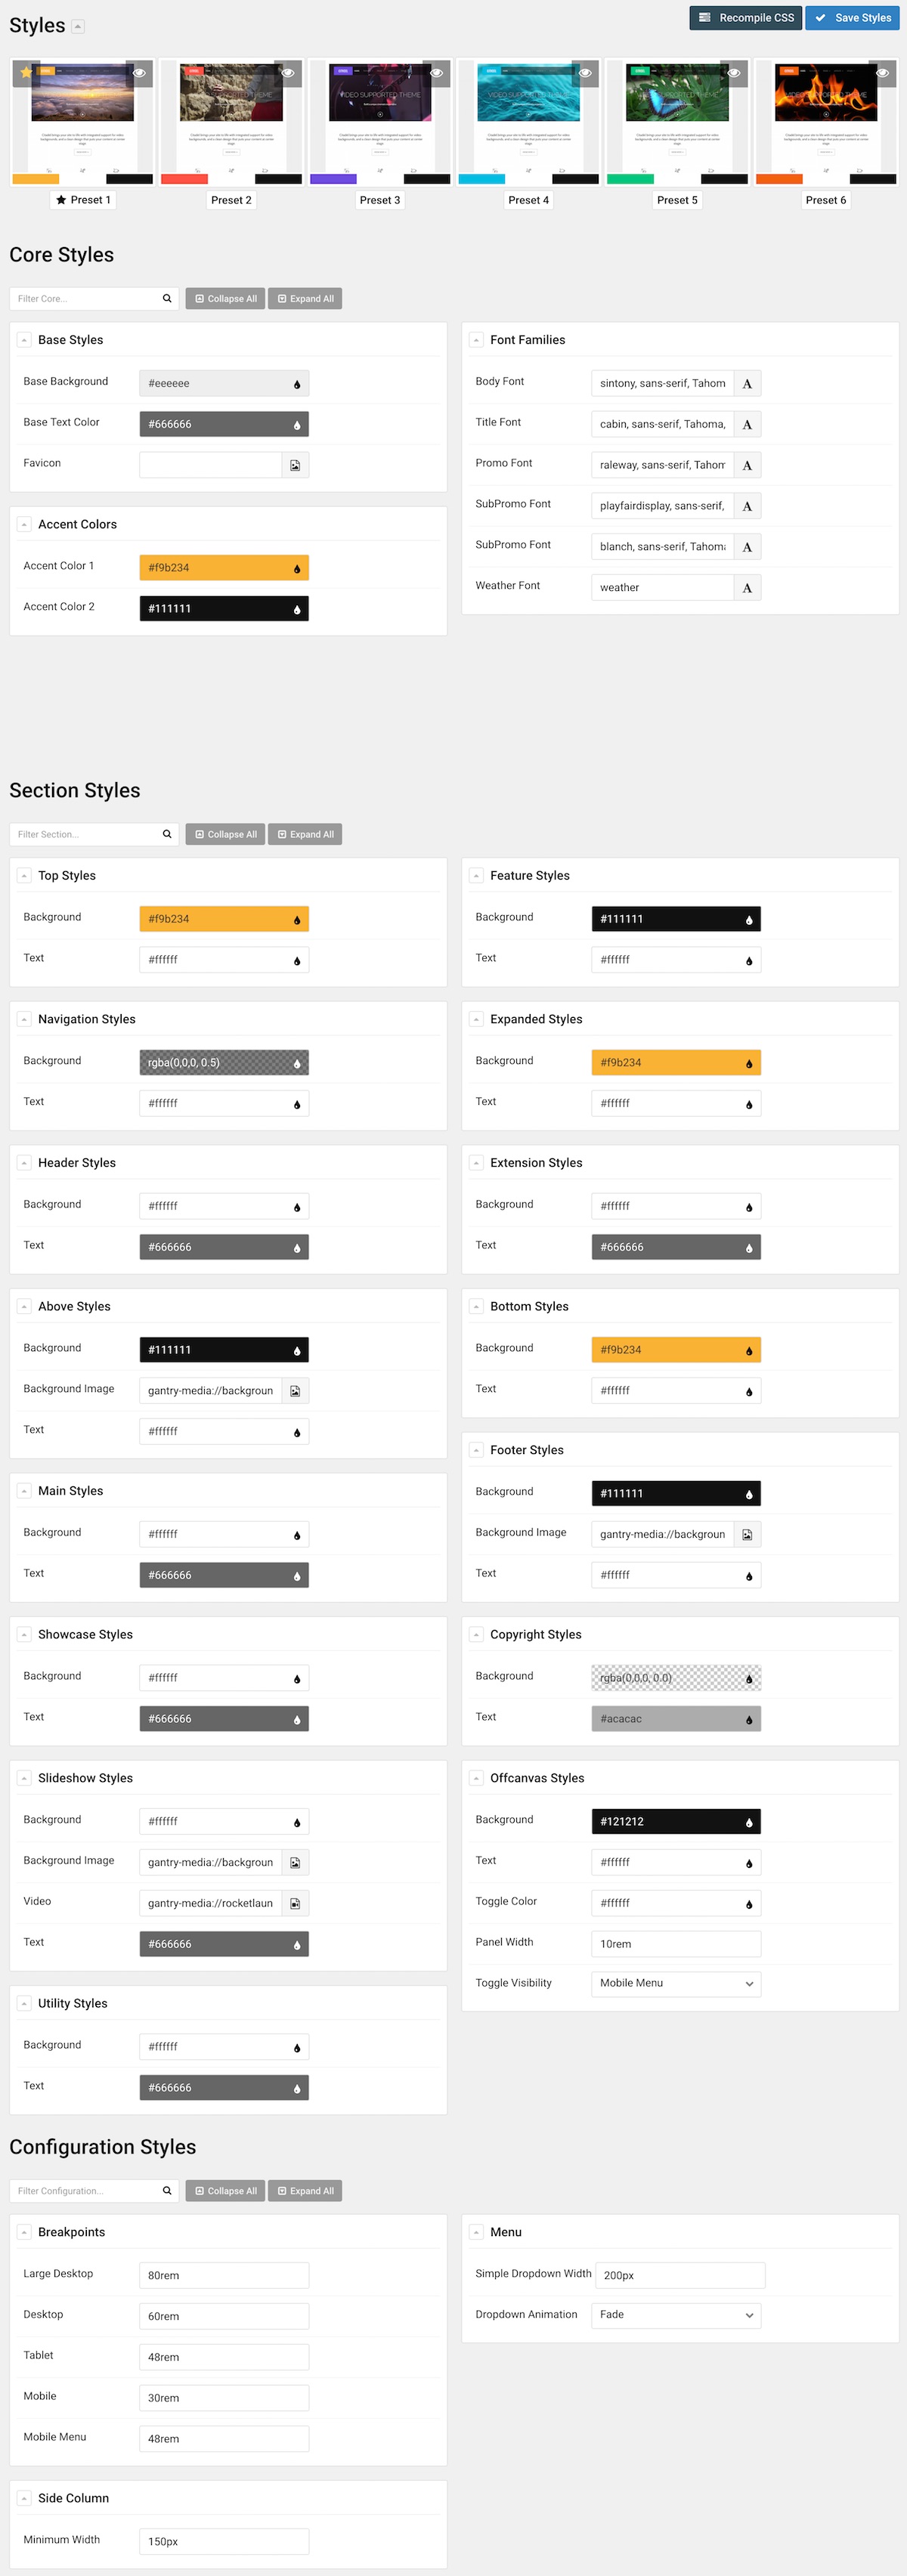 Styles
Recompile CSS
Save Styles
VIDEO SUPPORTED THEME
Preset 1
Preset 2
Preset 3
Preset 4
Preset 5
Preset 6
Core Styles
Filter Core...
Collapse All
Expand All
Base Styles
Base Background
#eeeeee
Base Text Color
#666666
Favicon
Accent Colors
Accent Color 1
#f9b234
Accent Color 2
#111111
Font Families
Body Font
sintony, sans-serif, Tahom
Title Font
cabin, sans-serif, Tahoma,
Promo Font
raleway, sans-serif, Tahom
SubPromo Font
playfairdisplay, sans-serif,
SubPromo Font
blanch, sans-serif, Tahoma
Weather Font
weather
Section Styles
Filter Section...
Collapse All
Expand All
Top Styles
Background
#f9b234
Text
#ffffff
Navigation Styles
Background
rgba(0,0,0, 0.5)
Text
#ffffff
Header Styles
Background
#ffffff
Text
#666666
Above Styles
Background
#111111
Background Image
gantry-media://backgroun
Text
#ffffff
Main Styles
Background
#ffffff
Text
#666666
Showcase Styles
Background
#ffffff
Text
#666666
Slideshow Styles
Background
#ffffff
Background Image
gantry-media://backgroun
Video
gantry-media://rocketlaun
Text
#666666
Utility Styles
Background
#ffffff
Text
#666666
Feature Styles
Background
#111111
Text
#ffffff
Expanded Styles
Background
#f9b234
Text
#ffffff
Extension Styles
Background
#ffffff
Text
#666666
Bottom Styles
Background
#f9b234
Text
#ffffff
Footer Styles
Background
#111111
Background Image
gantry-media://backgroun
Text
#ffffff
Copyright Styles
Background
rgba(0,0,0, 0.0)
Text
#acacac
Offcanvas Styles
Background
#121212
Text
#ffffff
Toggle Color
#ffffff
Panel Width
10rem
Toggle Visibility
Mobile Menu
Configuration Styles
Filter Configuration...
Collapse All
Expand All
Breakpoints
Large Desktop
80rem
Desktop
60rem
Tablet
48rem
Mobile
30rem
Mobile Menu
48rem
Side Column
Minimum Width
150px
Menu
Simple Dropdown Width
200px
Dropdown Animation
Fade